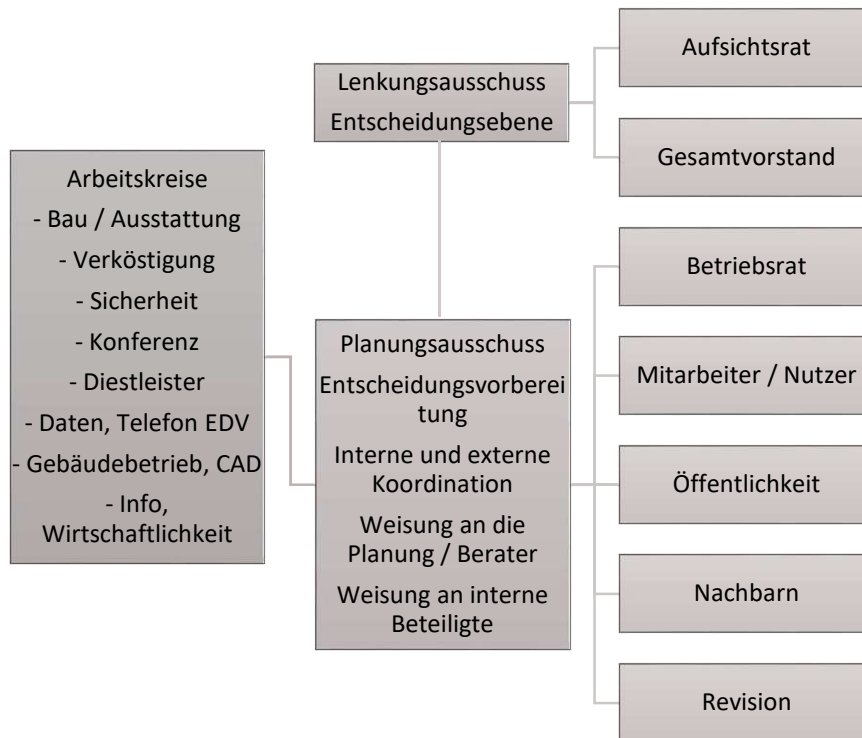 Aufsichtsrat
Lenkungsausschuss
Entscheidungsebene
Gesamtvorstand
Arbeitskreise
- Bau / Ausstattung
- Verköstigung
- Sicherheit
- Konferenz
- Diestleister
- Daten, Telefon EDV
- Gebäudebetrieb, CAD
- Info,
Wirtschaftlichkeit
Planungsausschuss
Entscheidungsvorberei
tung
Interne und externe
Koordination
Weisung an die
Planung / Berater
Weisung an interne
Beteiligte
Betriebsrat
Mitarbeiter / Nutzer
Öffentlichkeit
Nachbarn
Revision